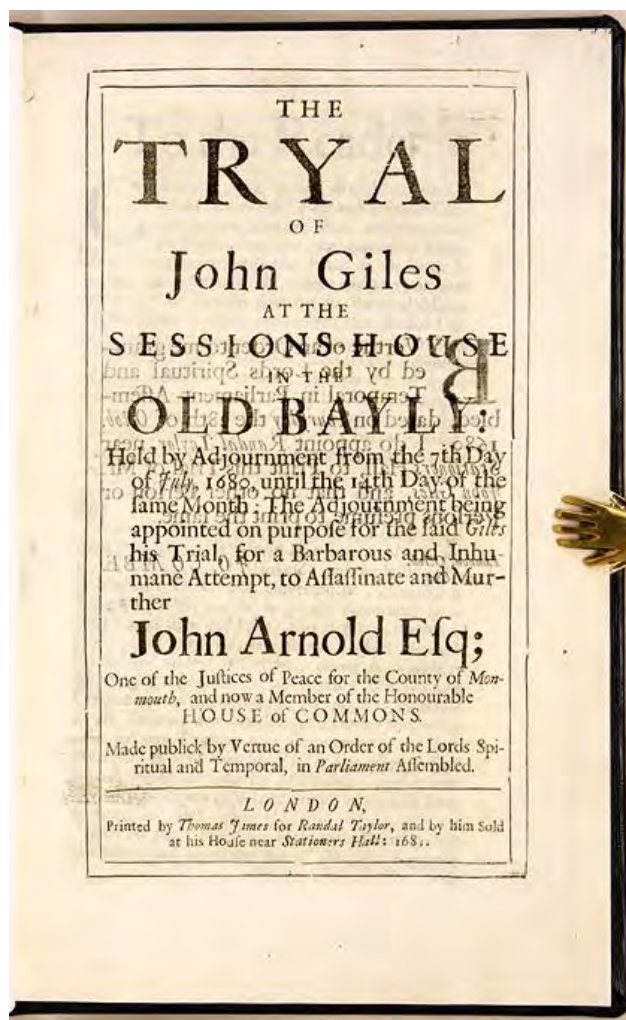 THE
TRYAL
OF
John Giles
AT THE
SESSIONS HOUSE
IN THE
OLD BAYLY;
Held by Adjournment from the 7th Day
of July, 1680, until the 14th Day of the
ſame Month; The Adjournment being
appointed on purpoſe for the ſaid Giles
his Trial, for a Barbarous and Inhu-
mane Attempt, to Aſſaſſinate and Mur-
ther
John Arnold Eſq;
One of the Juſtices of Peace for the County of Mon-
mouth, and now a Member of the Honourable
HOUSE of COMMONS.
Made publick by Vertue of an Order of the Lords Spi-
ritual and Temporal, in Parliament Aſſembled.
LONDON,
Printed by Thomas James for Randal Taylor, and by him Sold
at his Houſe near Stationers Hall: